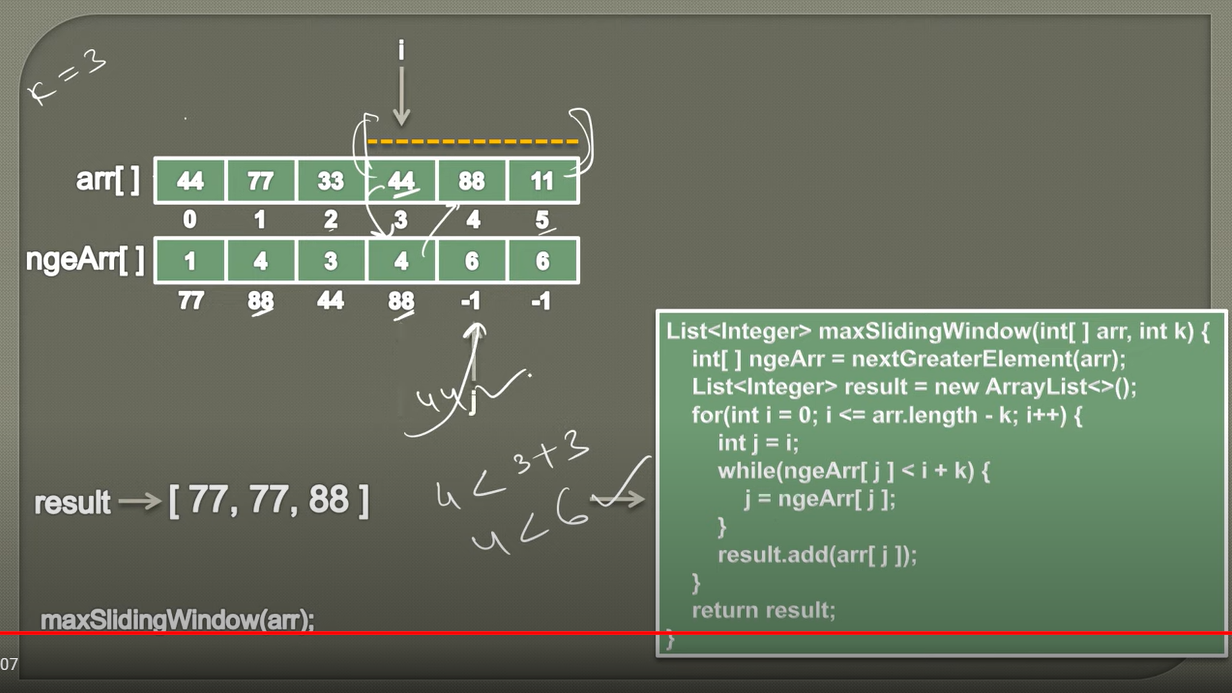 K = 3
i
arr[ ] 44 77 33 44 88 11
0 1 2 3 4 5
ngeArr[ ] 1 4 3 4 6 6
77 88 44 88 -1 -1
44
j
4 < 3+3
4 < 6
result [ 77, 77, 88 ]
maxSlidingWindow(arr);
07
List<Integer> maxSlidingWindow(int[ ] arr, int k) {
int[ ] ngeArr = nextGreaterElement(arr);
List<Integer> result = new ArrayList<>();
for(int i = 0; i <= arr.length - k; i++) {
int j = i;
while(ngeArr[ j ] < i + k) {
j = ngeArr[ j ];
}
result.add(arr[ j ]);
}
return result;
}